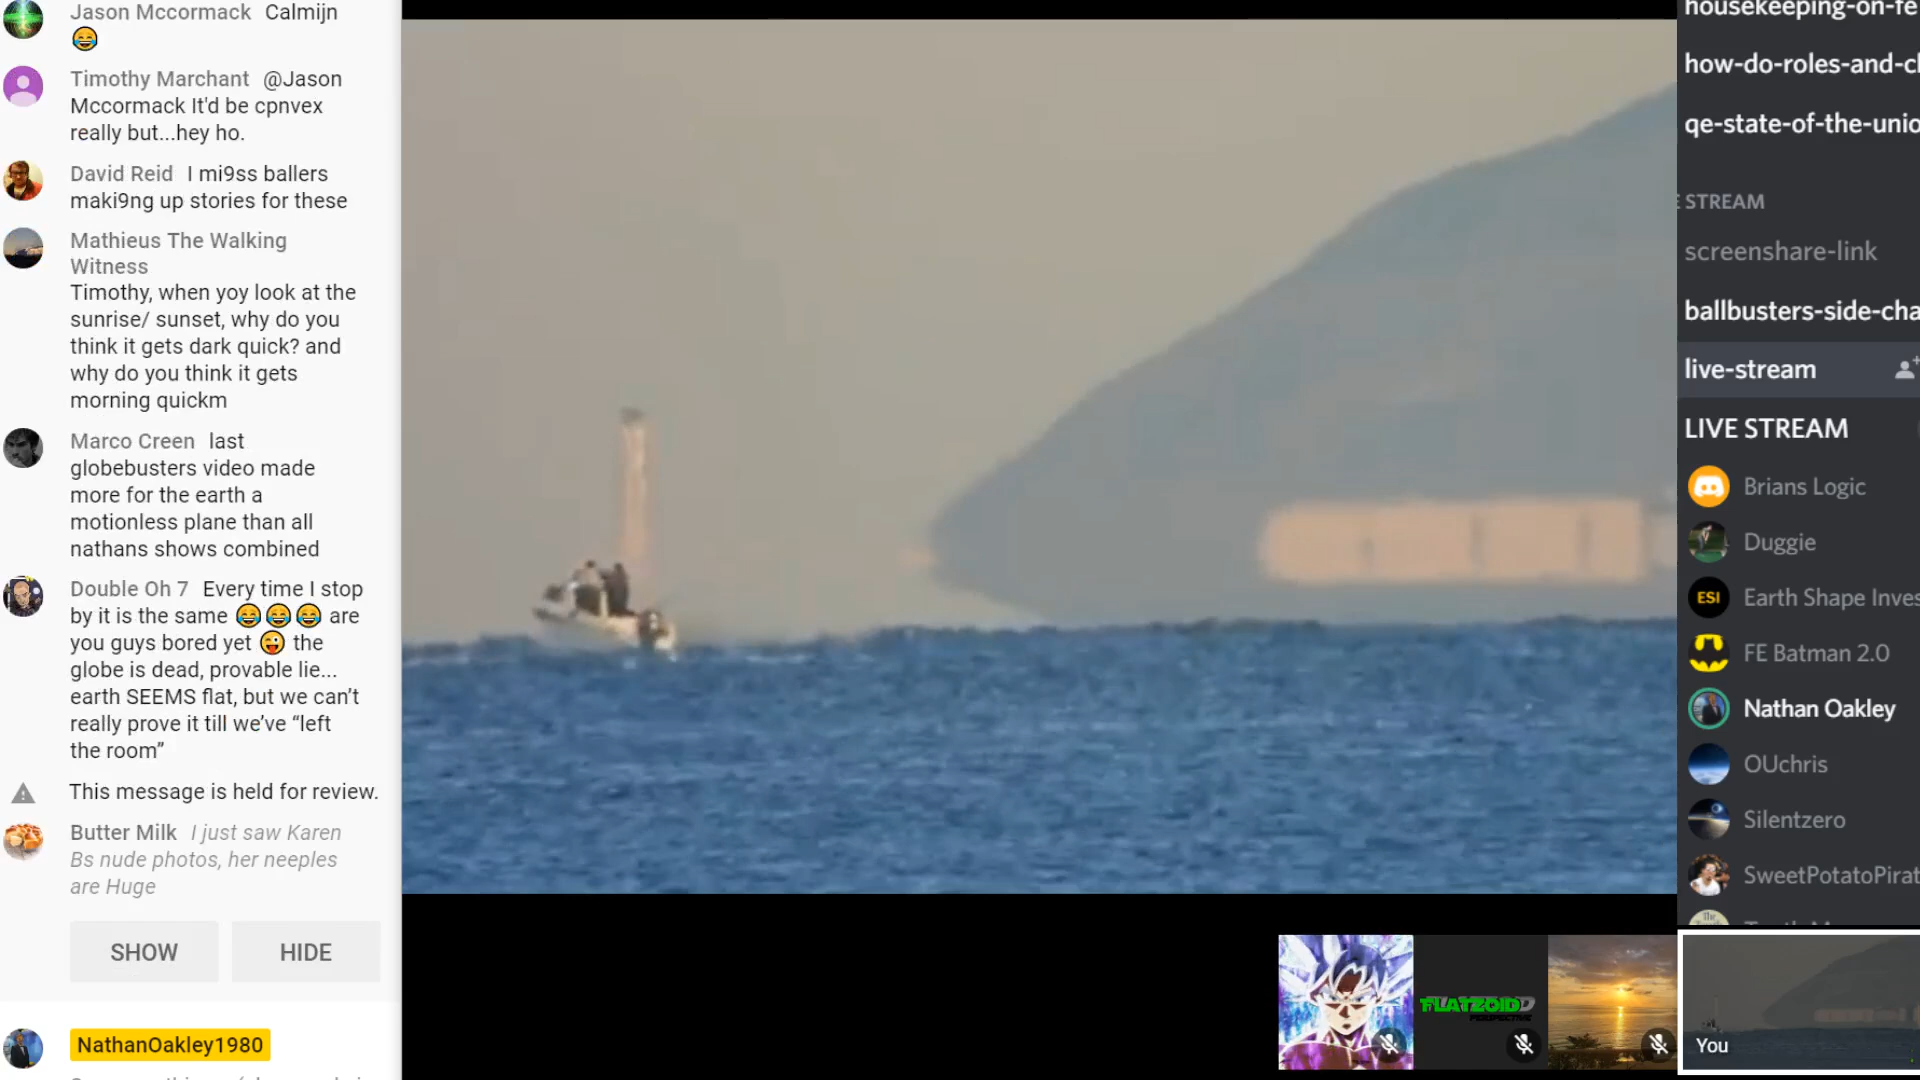 Jason Mccormack Calmijn
😂
Timothy Marchant @Jason
Mccormack It'd be cpnvex
really but...hey ho.
David Reid I mi9ss ballers
maki9ng up stories for these
Mathieus The Walking
Witness
Timothy, when yoy look at the
sunrise/ sunset, why do you
think it gets dark quick? and
why do you think it gets
morning quickm
Marco Creen last
globebusters video made
more for the earth a
motionless plane than all
nathans shows combined
Double Oh 7 Every time I stop
by it is the same 😂😂😂 are
you guys bored yet 😜 the
globe is dead, provable lie...
earth SEEMS flat, but we can’t
really prove it till we’ve “left
the room”
This message is held for review.
Butter Milk I just saw Karen
Bs nude photos, her neeples
are Huge
SHOW HIDE
NathanOakley1980
housekeeping-on-fe
how-do-roles-and-c
qe-state-of-the-unio
E STREAM
screenshare-link
ballbusters-side-cha
live-stream
LIVE STREAM
Brians Logic
Duggie
ESI Earth Shape Inves
FE Batman 2.0
Nathan Oakley
OUchris
Silentzero
SweetPotatoPirat
FLATZOID
PERSPECTIVE
You